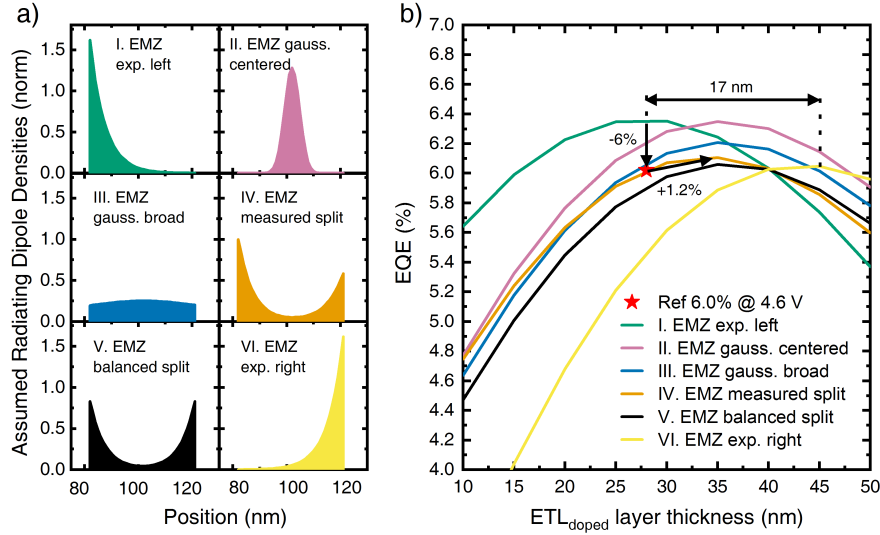 a)
Assumed Radiating Dipole Densities (norm)
1.5
1.0
0.5
0.0
I. EMZ
exp. left
II. EMZ gauss.
centered
1.5
1.0
0.5
0.0
III. EMZ
gauss. broad
IV. EMZ
measured split
1.5
1.0
0.5
0.0
V. EMZ
balanced split
VI. EMZ
exp. right
80 100 120 80 100 120
Position (nm)
b)
EQE (%)
7.0
6.8
6.6
6.4
6.2
6.0
5.8
5.6
5.4
5.2
5.0
4.8
4.6
4.4
4.2
4.0
17 nm
-6%
+1.2%
Ref 6.0% @ 4.6 V
I. EMZ exp. left
II. EMZ gauss. centered
III. EMZ gauss. broad
IV. EMZ measured split
V. EMZ balanced split
VI. EMZ exp. right
10 15 20 25 30 35 40 45 50
ETLdoped layer thickness (nm)